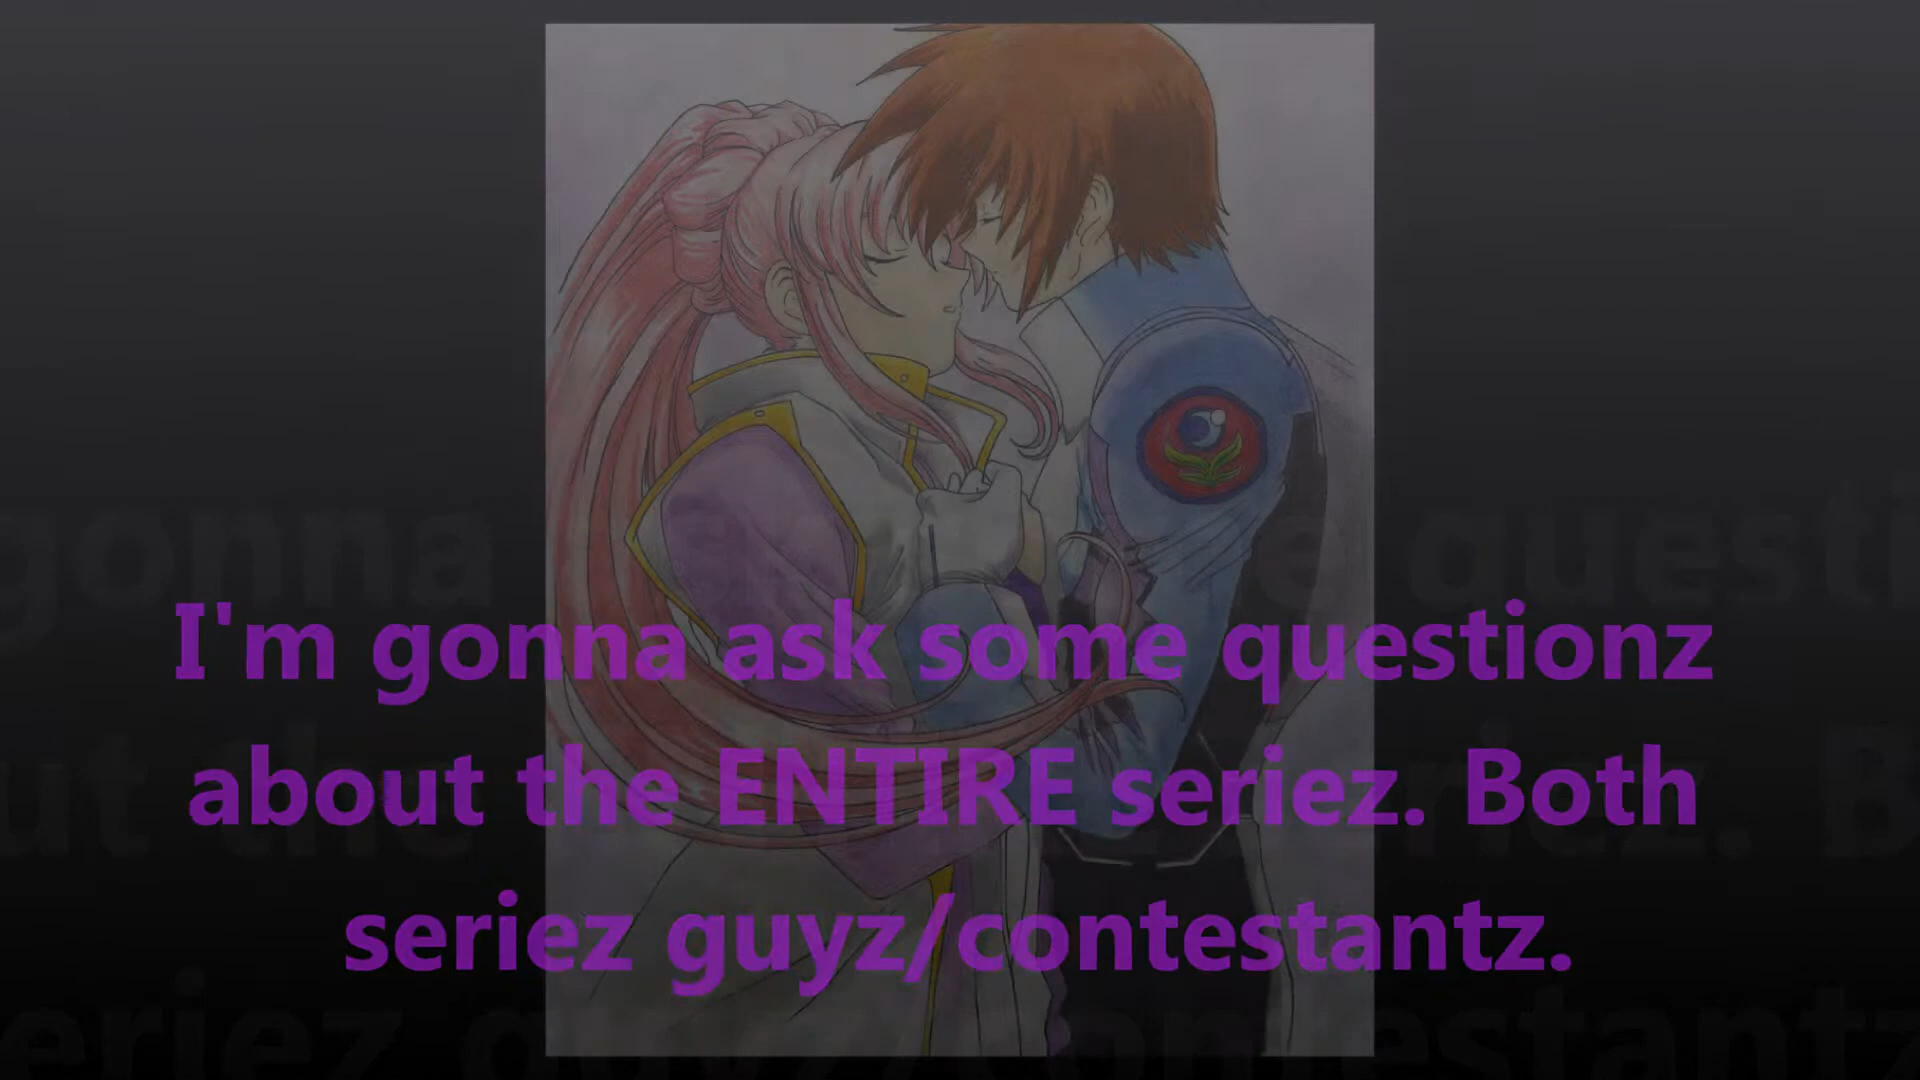 I'm gonna ask some questionz
about the ENTIRE seriez. Both
seriez guyz/contestantz.